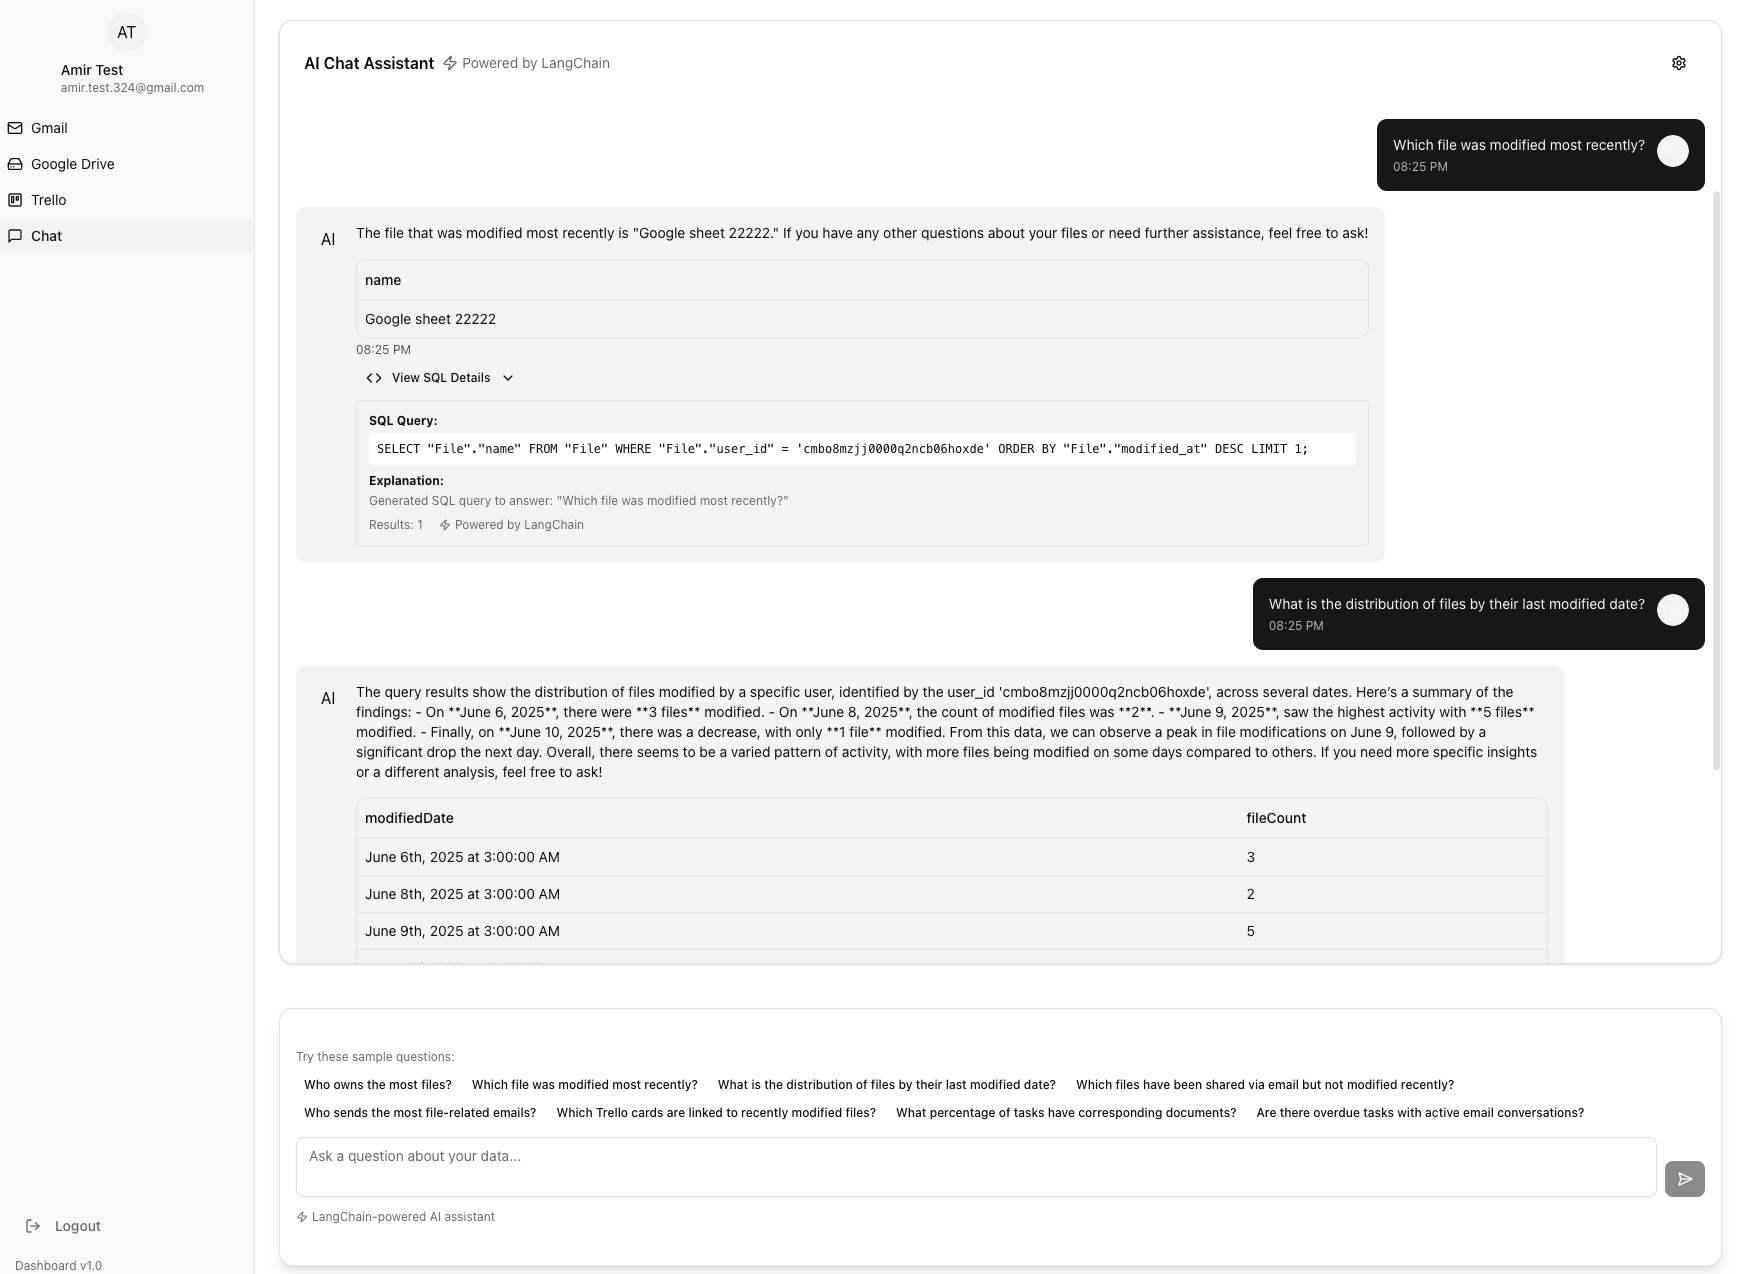 AT
Amir Test
amir.test.324@gmail.com
Gmail
Google Drive
Trello
Chat
Logout
Dashboard v1.0
AI Chat Assistant Powered by LangChain
Which file was modified most recently?
08:25 PM
AI
The file that was modified most recently is "Google sheet 22222." If you have any other questions about your files or need further assistance, feel free to ask!
name
Google sheet 22222
08:25 PM
View SQL Details
SQL Query:
SELECT "File"."name" FROM "File" WHERE "File"."user_id" = 'cmbo8mzjj0000q2ncb06hoxde' ORDER BY "File"."modified_at" DESC LIMIT 1;
Explanation:
Generated SQL query to answer: "Which file was modified most recently?"
Results: 1 Powered by LangChain
What is the distribution of files by their last modified date?
08:25 PM
AI
The query results show the distribution of files modified by a specific user, identified by the user_id 'cmbo8mzjj0000q2ncb06hoxde', across several dates. Here's a summary of the
findings: - On **June 6, 2025**, there were **3 files** modified. - On **June 8, 2025**, the count of modified files was **2**. - **June 9, 2025**, saw the highest activity with **5 files**
modified. - Finally, on **June 10, 2025**, there was a decrease, with only **1 file** modified. From this data, we can observe a peak in file modifications on June 9, followed by a
significant drop the next day. Overall, there seems to be a varied pattern of activity, with more files being modified on some days compared to others. If you need more specific insights
or a different analysis, feel free to ask!
modifiedDate fileCount
June 6th, 2025 at 3:00:00 AM 3
June 8th, 2025 at 3:00:00 AM 2
June 9th, 2025 at 3:00:00 AM 5
Try these sample questions:
Who owns the most files? Which file was modified most recently? What is the distribution of files by their last modified date? Which files have been shared via email but not modified recently?
Who sends the most file-related emails? Which Trello cards are linked to recently modified files? What percentage of tasks have corresponding documents? Are there overdue tasks with active email conversations?
Ask a question about your data...
LangChain-powered AI assistant